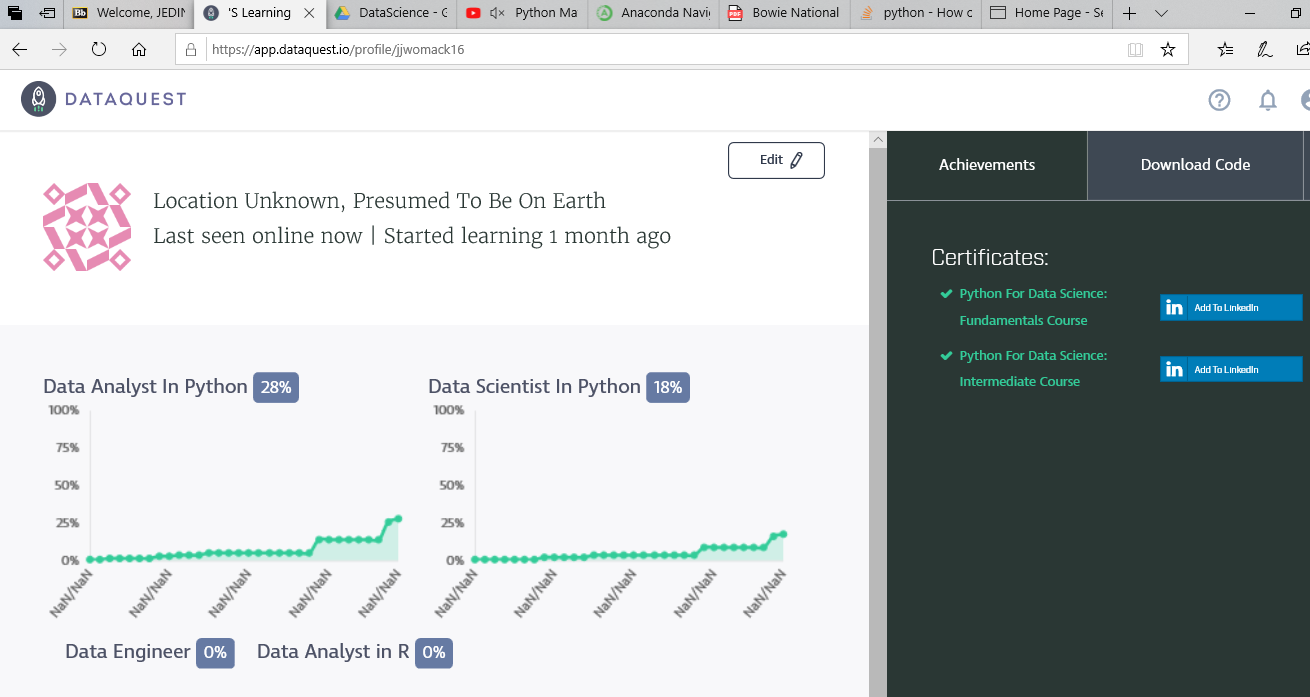 Welcome, JEDIN
'S Learning
DataScience - G
Python Ma
Anaconda Navig
Bowie National
python - How c
Home Page - Se
https://app.dataquest.io/profile/jjwomack16
DATAQUEST
Edit
Location Unknown, Presumed To Be On Earth
Last seen online now | Started learning 1 month ago
Data Analyst In Python 28%
100%
75%
50%
25%
0%
NaN/NaN NaN/NaN NaN/NaN NaN/NaN NaN/NaN
Data Scientist In Python 18%
100%
75%
50%
25%
0%
NaN/NaN NaN/NaN NaN/NaN NaN/NaN NaN/NaN
Data Engineer 0% Data Analyst in R 0%
Achievements
Download Code
Certificates:
Python For Data Science:
Fundamentals Course
in Add To LinkedIn
Python For Data Science:
Intermediate Course
in Add To LinkedIn